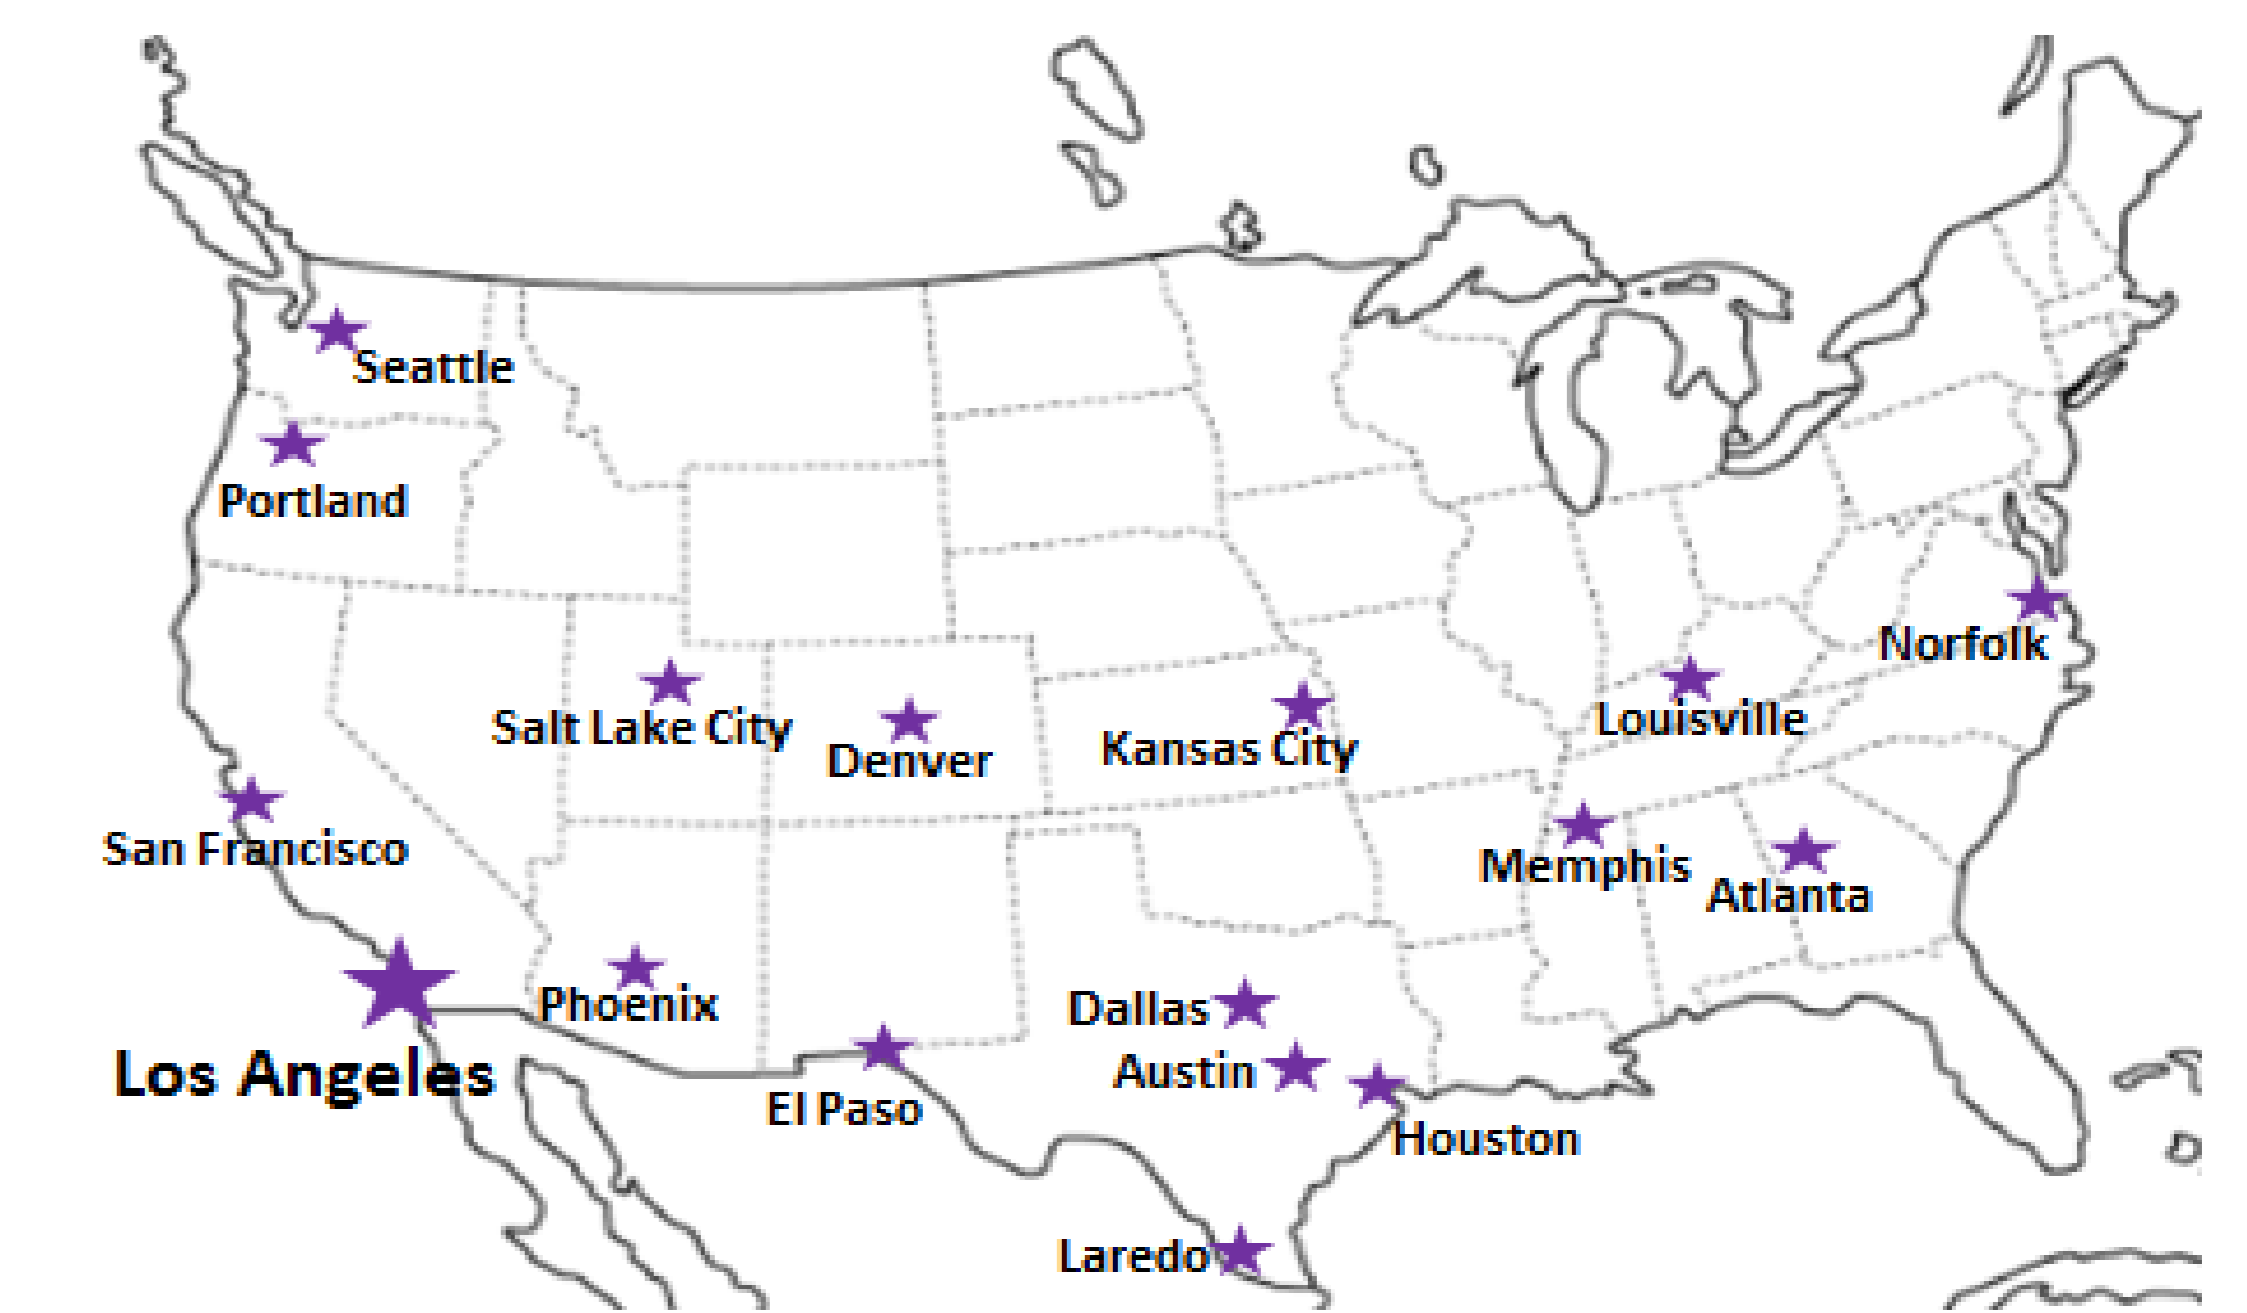 Seattle
Portland
Norfolk
Salt Lake City
Denver
Kansas City
Louisville
San Francisco
Memphis
Atlanta
Phoenix
Dallas
Los Angeles
Austin
El Paso
Houston
Laredo